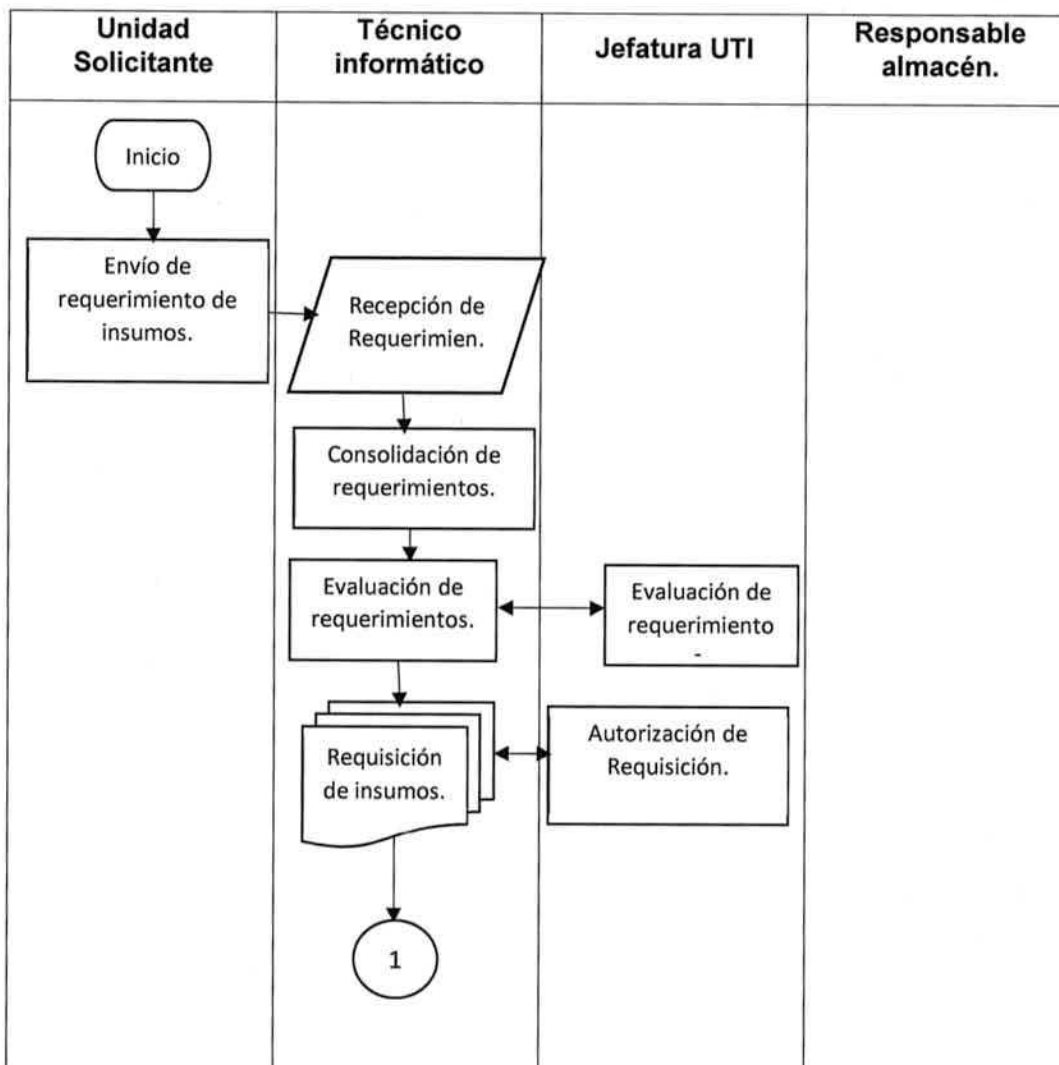 Unidad
Solicitante
Técnico
informático
Jefatura UTI
Responsable
almacén.
Inicio
Envío de
requerimiento de
insumos.
Recepción de
Requerimien.
Consolidación de
requerimientos.
Evaluación de
requerimientos.
Evaluación de
requerimiento
-
Requisición
de insumos.
Autorización de
Requisición.
1